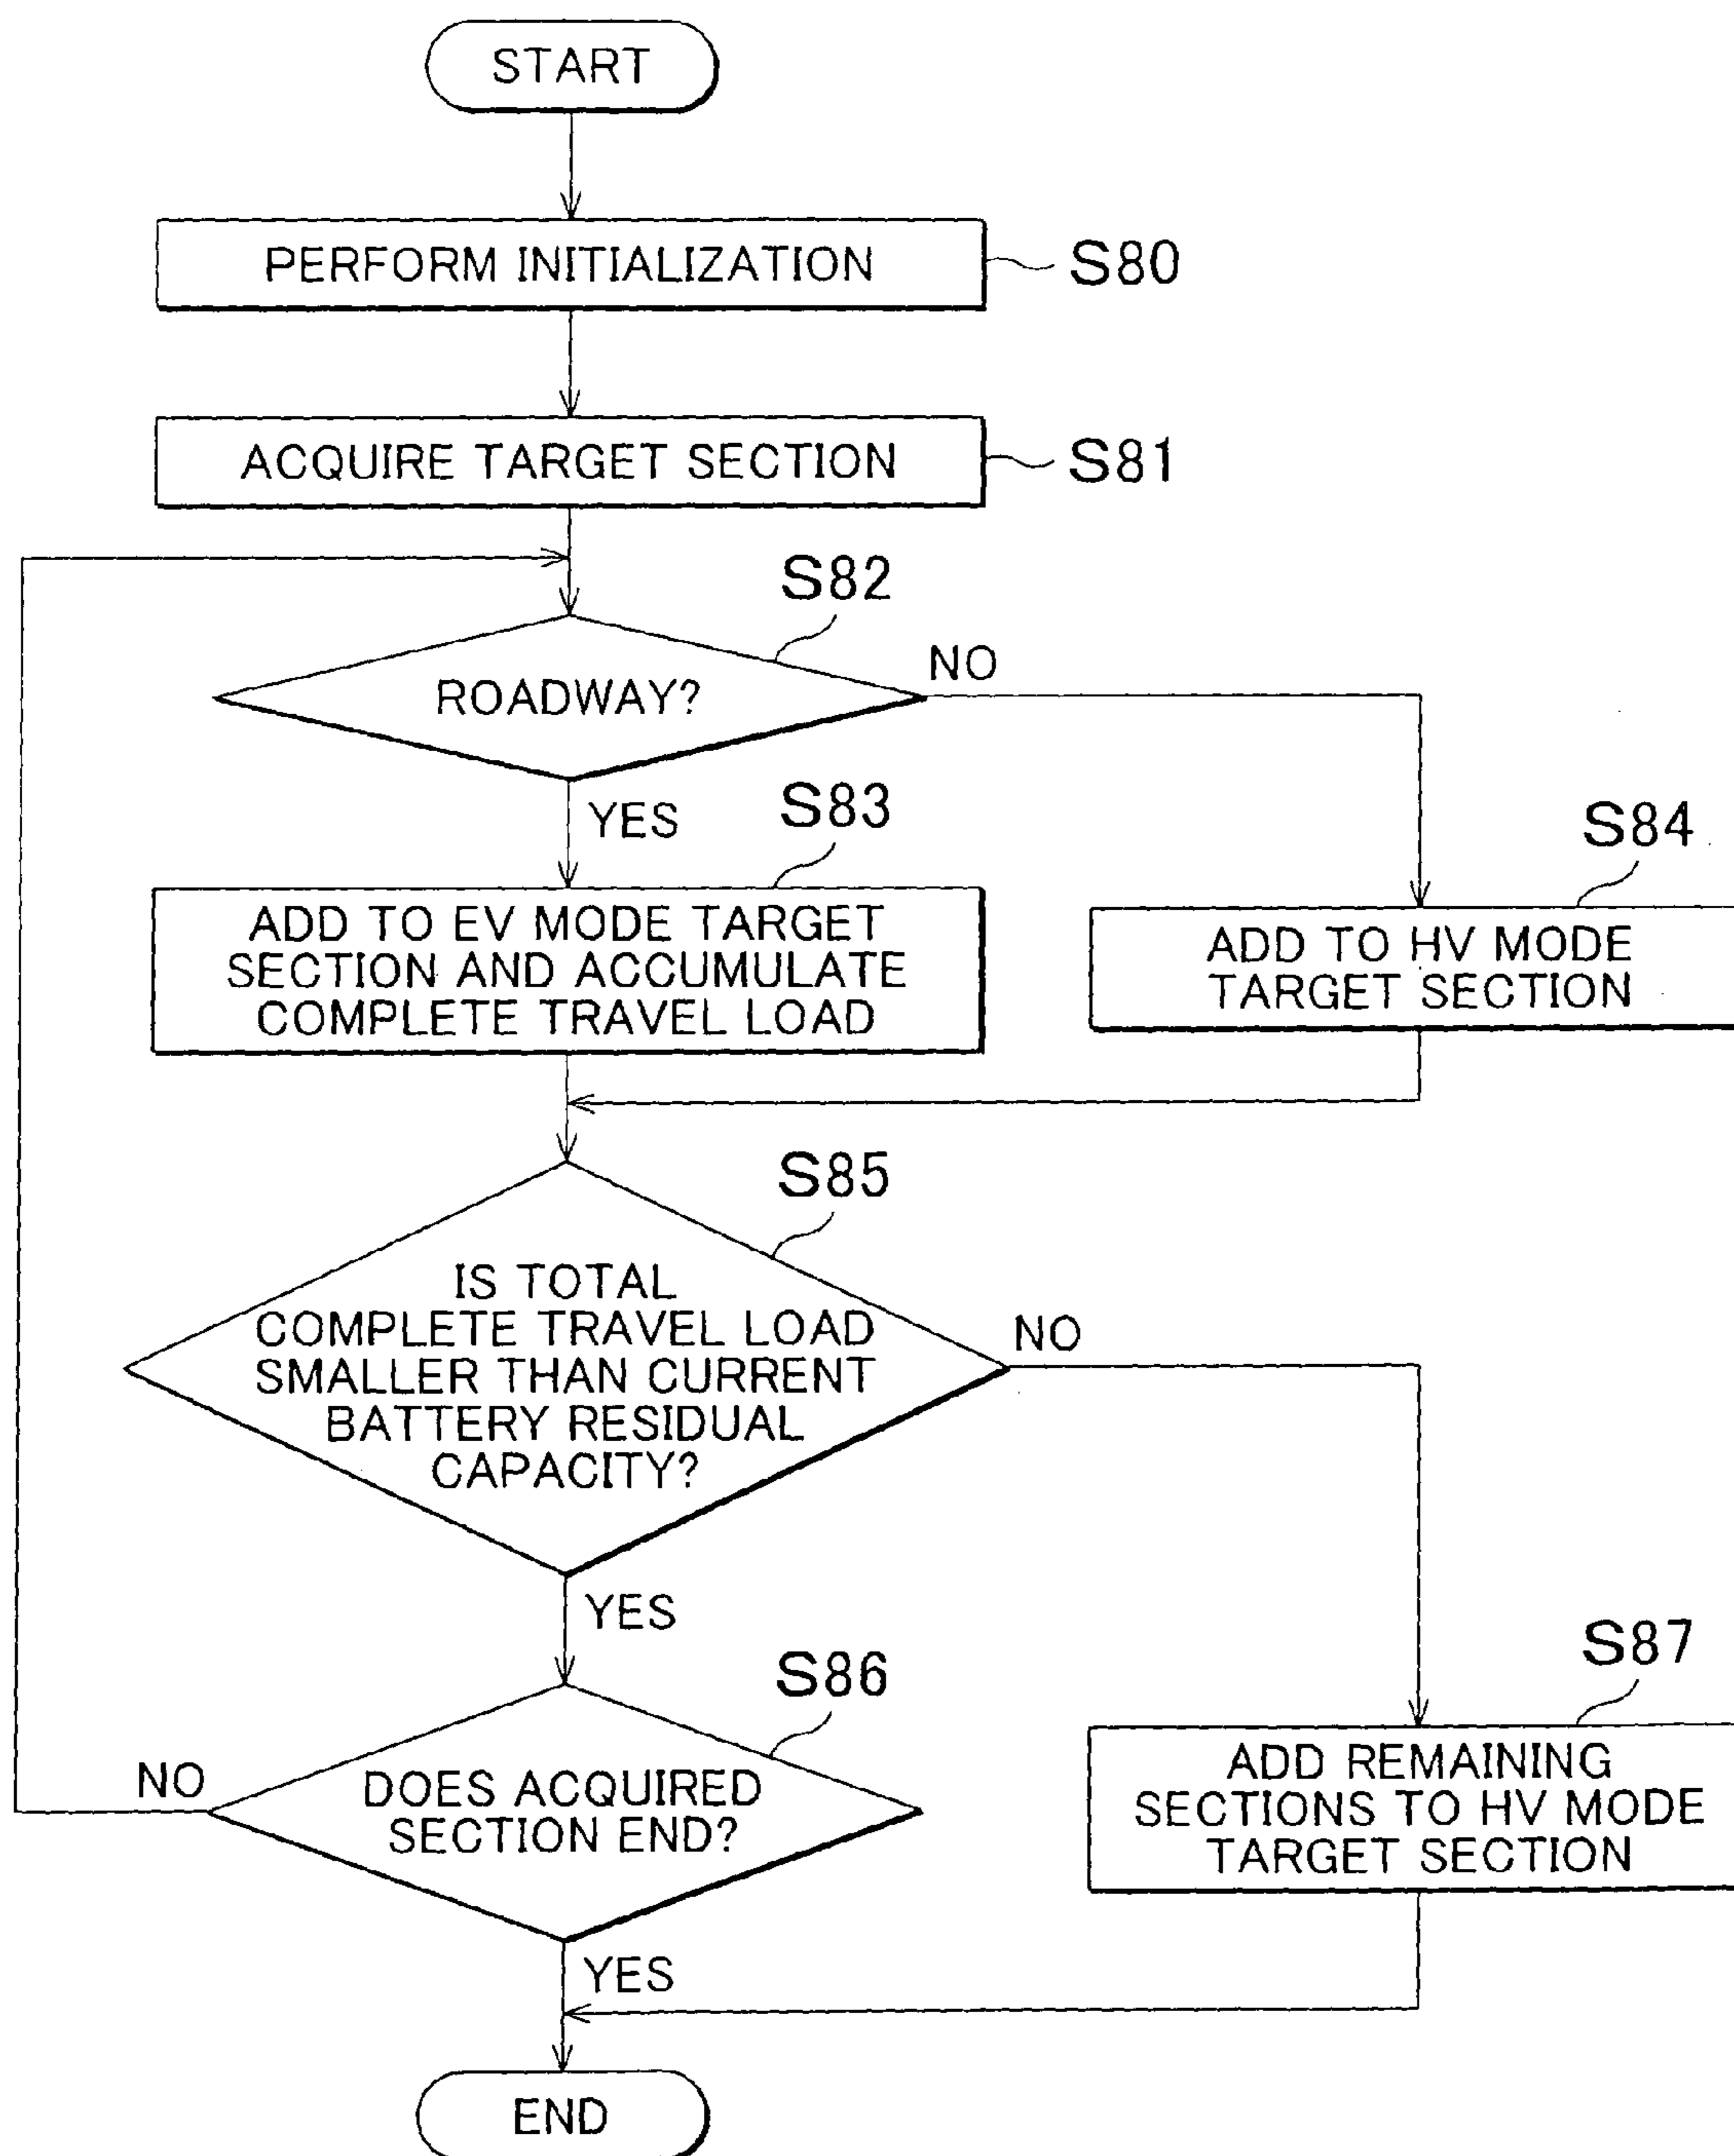 START
PERFORM INITIALIZATION
S80
ACQUIRE TARGET SECTION
S81
S82
ROADWAY?
NO
YES
S83
ADD TO EV MODE TARGET
SECTION AND ACCUMULATE
COMPLETE TRAVEL LOAD
S84
ADD TO HV MODE
TARGET SECTION
S85
IS TOTAL
COMPLETE TRAVEL LOAD
SMALLER THAN CURRENT
BATTERY RESIDUAL
CAPACITY?
NO
YES
S86
DOES ACQUIRED
SECTION END?
NO
YES
S87
ADD REMAINING
SECTIONS TO HV MODE
TARGET SECTION
END